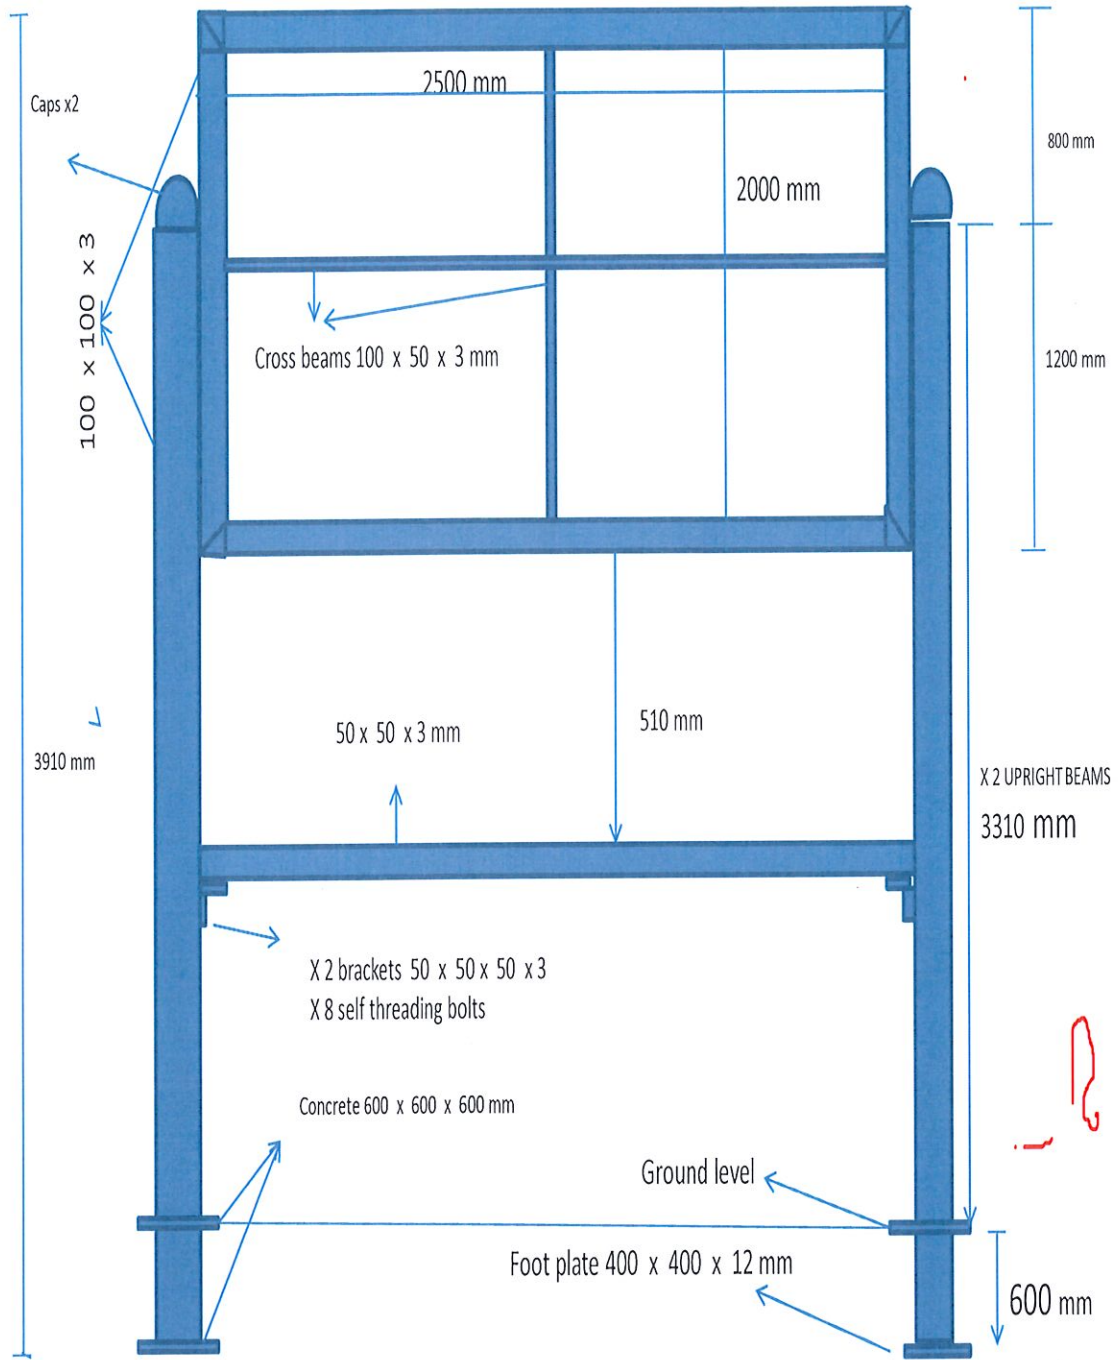 2500 mm
Caps x2
800 mm
2000 mm
100 x 100 x 3
Cross beams 100 x 50 x 3 mm
1200 mm
50 x 50 x 3 mm
510 mm
3910 mm
X 2 UPRIGHT BEAMS
3310 mm
X 2 brackets 50 x 50 x 50 x 3
X 8 self threading bolts
Concrete 600 x 600 x 600 mm
Ground level
Foot plate 400 x 400 x 12 mm
600 mm